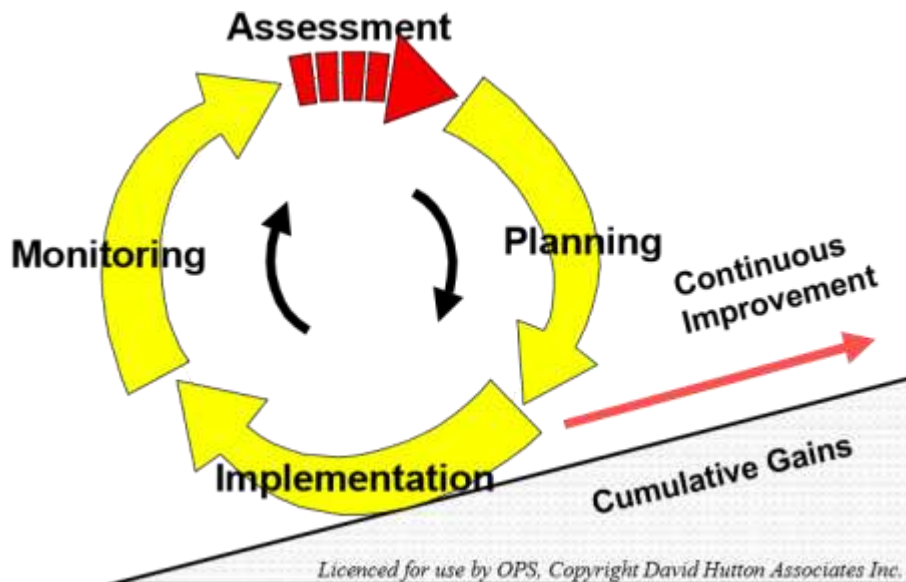 Assessment
Monitoring
Planning
Continuous
Improvement
Implementation
Cumulative Gains
Licenced for use by OPS, Copyright David Hutton Associates Inc.